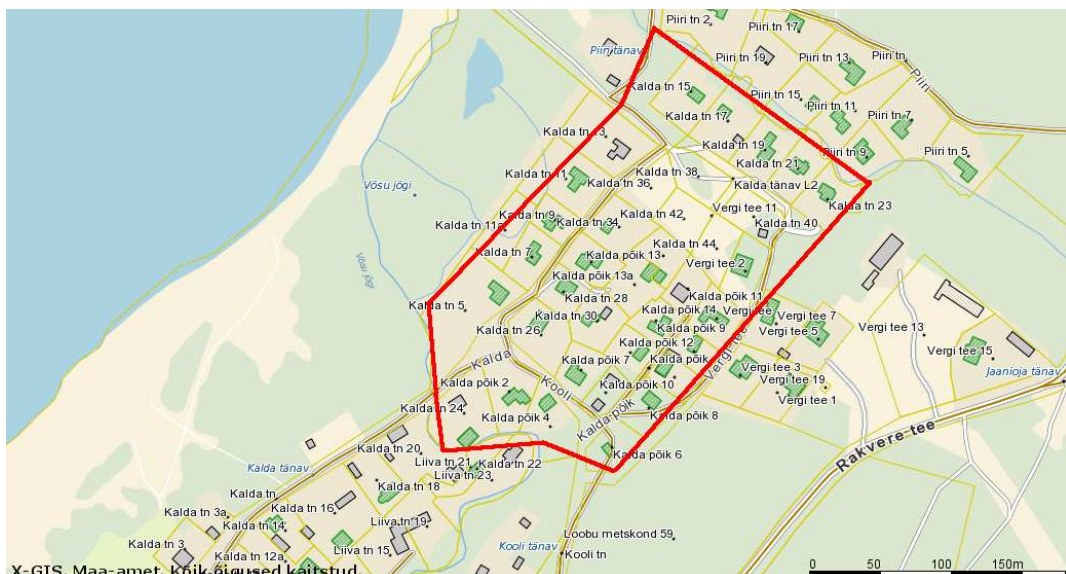 Piiri tn 2
Piiri tn 17
Piiri tänav
Piiri tn 19
Piiri tn 13
Piiri tn
Piiri
Kalda tn 15
Piiri tn 15
Piiri tn 11
Piiri tn 7
Kalda tn 17
Kalda tn 13
Kalda tn 19
Piiri tn 9
Piiri tn 5
Kalda tn 21
Võsu jõgi
Kalda tn 11
Kalda tn 36
Kalda tn 38
Kalda tänav L2
Kalda tn 23
Kalda tn 9
Kalda tn 11a
Kalda tn 34
Kalda tn 42
Vergi tee 11
Kalda tn 40
Kalda tn 7
Kalda tn 44
Kalda põik 13
Vergi tee 2
Võsu jõgi
Kalda põik 13a
Kalda tn 5
Kalda tn 28
Kalda põik 11
Kalda tn 30
Kalda põik 14
Vergi tee
Vergi tee 7
Kalda tn 26
Kalda põik 9
Vergi tee 5
Vergi tee 13
Kalda põik 12
Vergi tee
Kalda
Kalda põik 7
Kalda põik
Vergi tee 15
Vergi tee 3
Jaanioja tänav
Kalda põik 2
Kooli
Kalda põik 10
Vergi tee 19
Vergi tee 1
Kalda tn 24
Kalda põik 4
Kalda põik
Kalda põik 8
Rakvere tee
Kalda tn 20
Kalda põik 6
Liiva tn 21
Kalda tn 22
Kalda tänav
Liiva tn 23
Kalda tn 18
Kalda tn
Kalda tn 16
Kalda tn 3a
Kalda tn 14
Liiva tn 19
Loobu metskond 59
Kalda tn 3
Kooli tänav
Kooli tn
Liiva tn 15
Kalda tn 12a
0 50 100 150m
X-GIS. Maa-amet. Kõik õigused kaitstud.